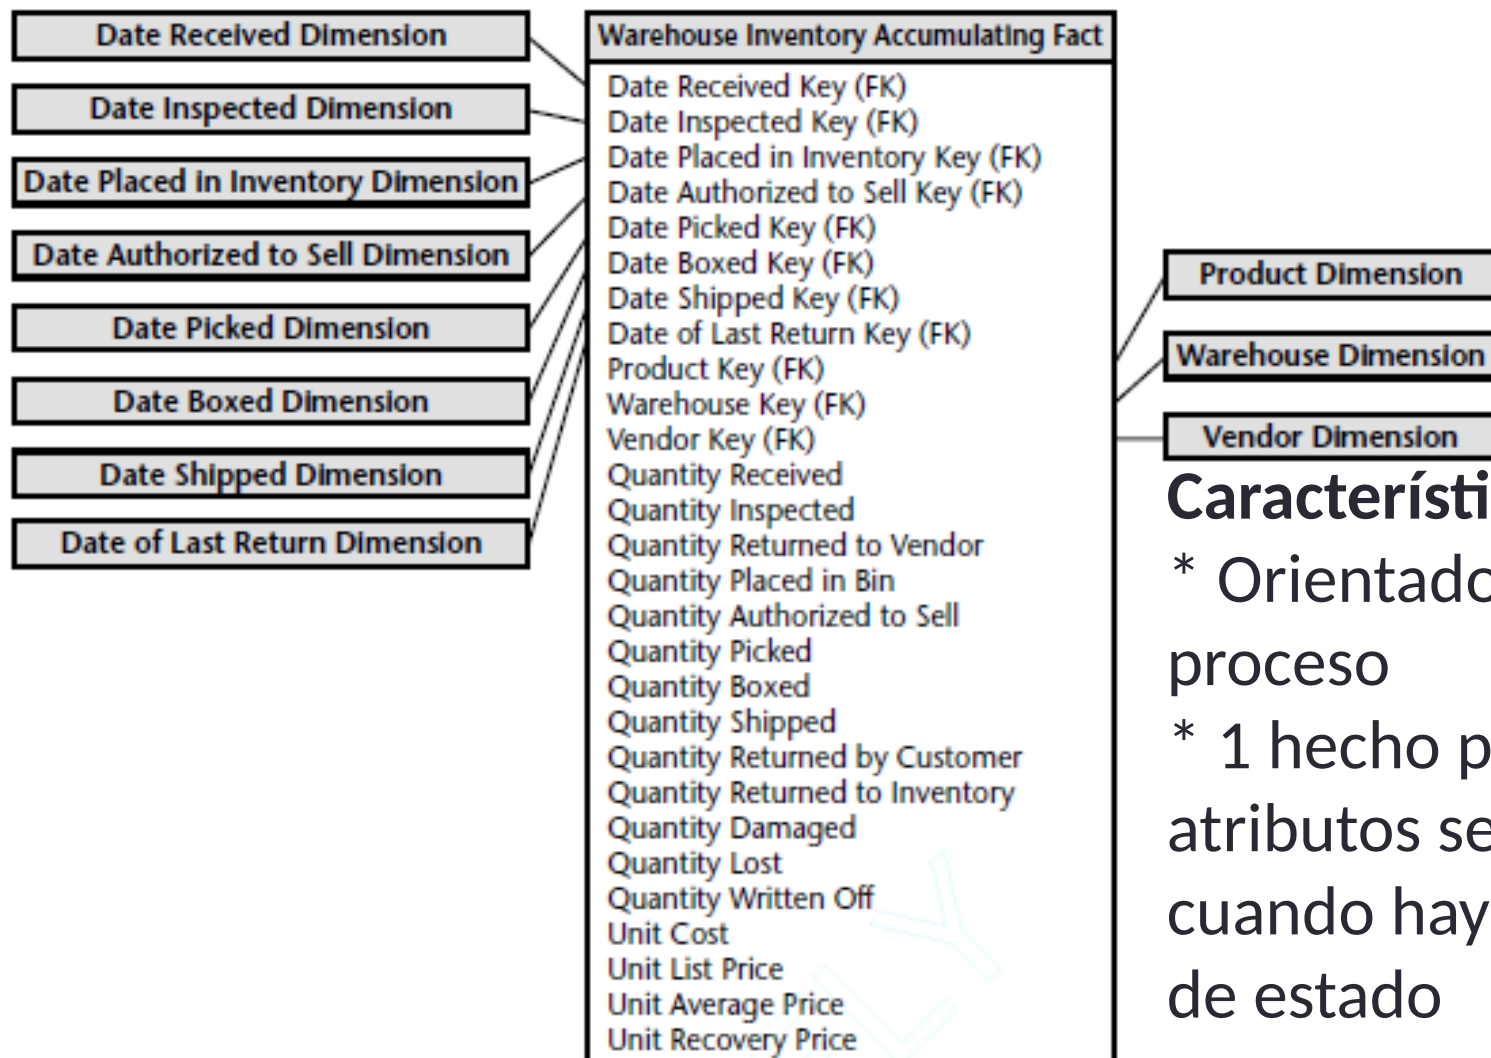 Date Received Dimension
Date Inspected Dimension
Date Placed in Inventory Dimension
Date Authorized to Sell Dimension
Date Picked Dimension
Date Boxed Dimension
Date Shipped Dimension
Date of Last Return Dimension
Warehouse Inventory Accumulating Fact
Date Received Key (FK)
Date Inspected Key (FK)
Date Placed in Inventory Key (FK)
Date Authorized to Sell Key (FK)
Date Picked Key (FK)
Date Boxed Key (FK)
Date Shipped Key (FK)
Date of Last Return Key (FK)
Product Key (FK)
Warehouse Key (FK)
Vendor Key (FK)
Quantity Received
Quantity Inspected
Quantity Returned to Vendor
Quantity Placed in Bin
Quantity Authorized to Sell
Quantity Picked
Quantity Boxed
Quantity Shipped
Quantity Returned by Customer
Quantity Returned to Inventory
Quantity Damaged
Quantity Lost
Quantity Written Off
Unit Cost
Unit List Price
Unit Average Price
Unit Recovery Price
Product Dimension
Warehouse Dimension
Vendor Dimension
Característi
* Orientado
proceso
* 1 hecho p
atributos se
cuando hay
de estado